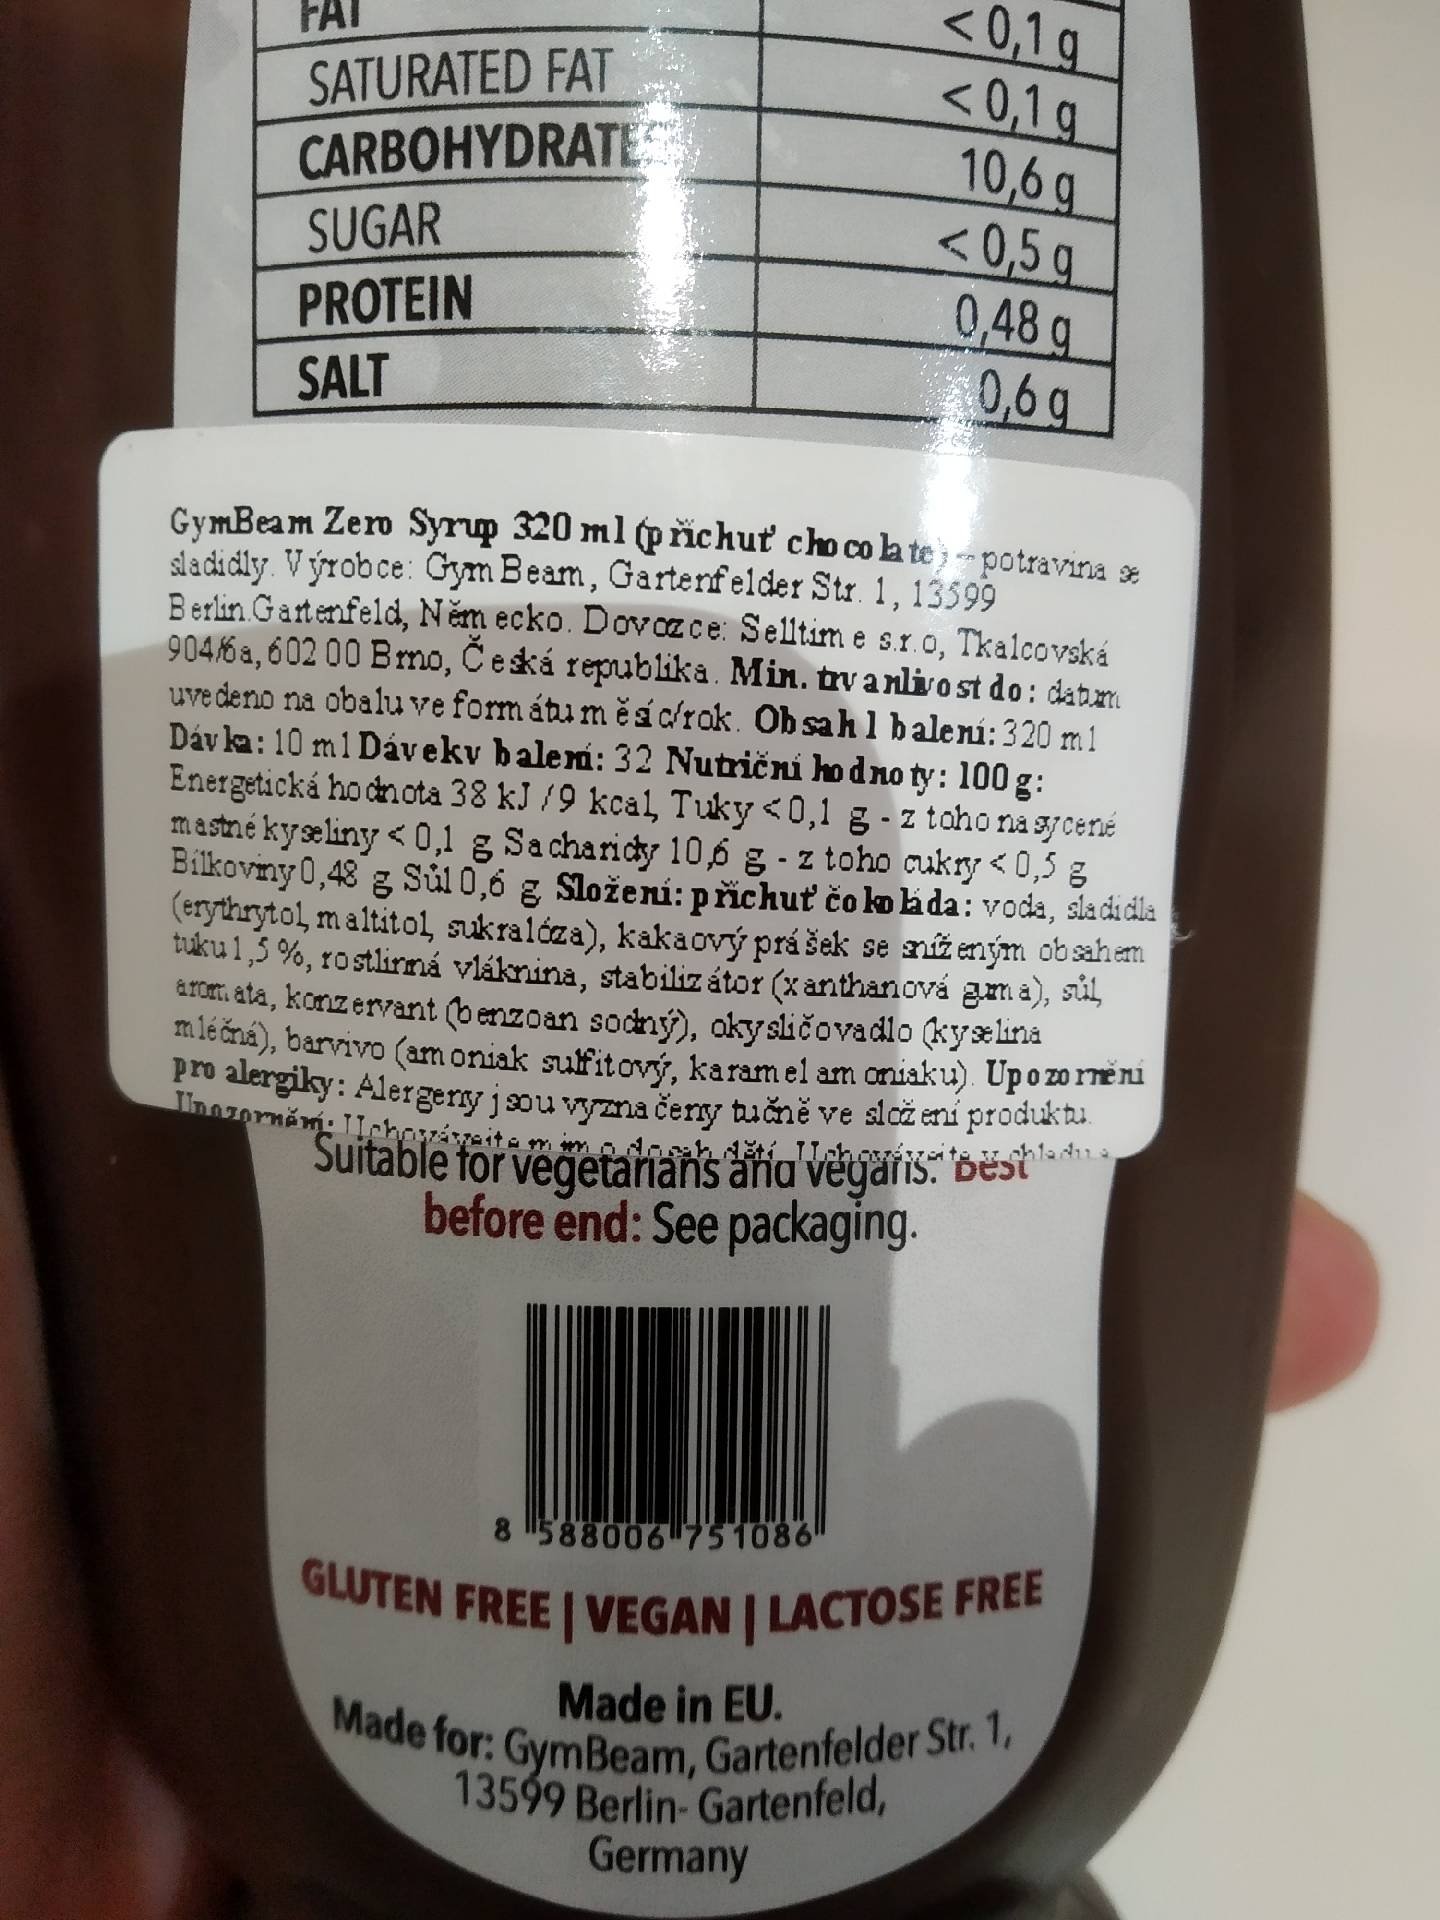 FAT < 0,1 g
SATURATED FAT < 0,1 g
CARBOHYDRATES 10,6 g
SUGAR < 0,5 g
PROTEIN 0,48 g
SALT 0,6 g
GymBeam Zero Syrup 320 ml (příchuť chocolate) – potravina se
sladidly. Výrobce: GymBeam, Gartenfelder Str. 1, 13599
Berlin.Gartenfeld, Německo. Dovozce: Selltime s.r.o, Tkalcovská
904/6a, 602 00 Brno, Česká republika. Min. trvanlivost do: datum
uvedeno na obalu ve formátu měsíc/rok. Obsah 1 balení: 320 ml
Dávka: 10 ml Dávek v balení: 32 Nutriční hodnoty: 100 g:
Energetická hodnota 38 kJ / 9 kcal, Tuky < 0,1 g - z toho nasycené
mastné kyseliny < 0,1 g Sacharidy 10,6 g - z toho cukry < 0,5 g
Bílkoviny 0,48 g Sůl 0,6 g Složení: příchuť čokoláda: voda, sladidla
(erythrytol, maltitol, sukralóza), kakaový prášek se sníženým obsahem
tuku 1,5 %, rostlinná vláknina, stabilizátor (xanthanová guma), sůl,
aromata, konzervant (benzoan sodný), okysličovadlo (kyselina
mléčná), barvivo (amoniak sulfitový, karamel amoniaku). Upozornění
pro alergiky: Alergeny jsou vyznačeny tučně ve složení produktu.
Upozornění: Uchovávejte mimo dosah dětí. Uchovávejte v chladu a
Suitable for vegetarians and vegans. Best
before end: See packaging.
8 588006 751086
GLUTEN FREE | VEGAN | LACTOSE FREE
Made in EU.
Made for: GymBeam, Gartenfelder Str. 1,
13599 Berlin- Gartenfeld,
Germany